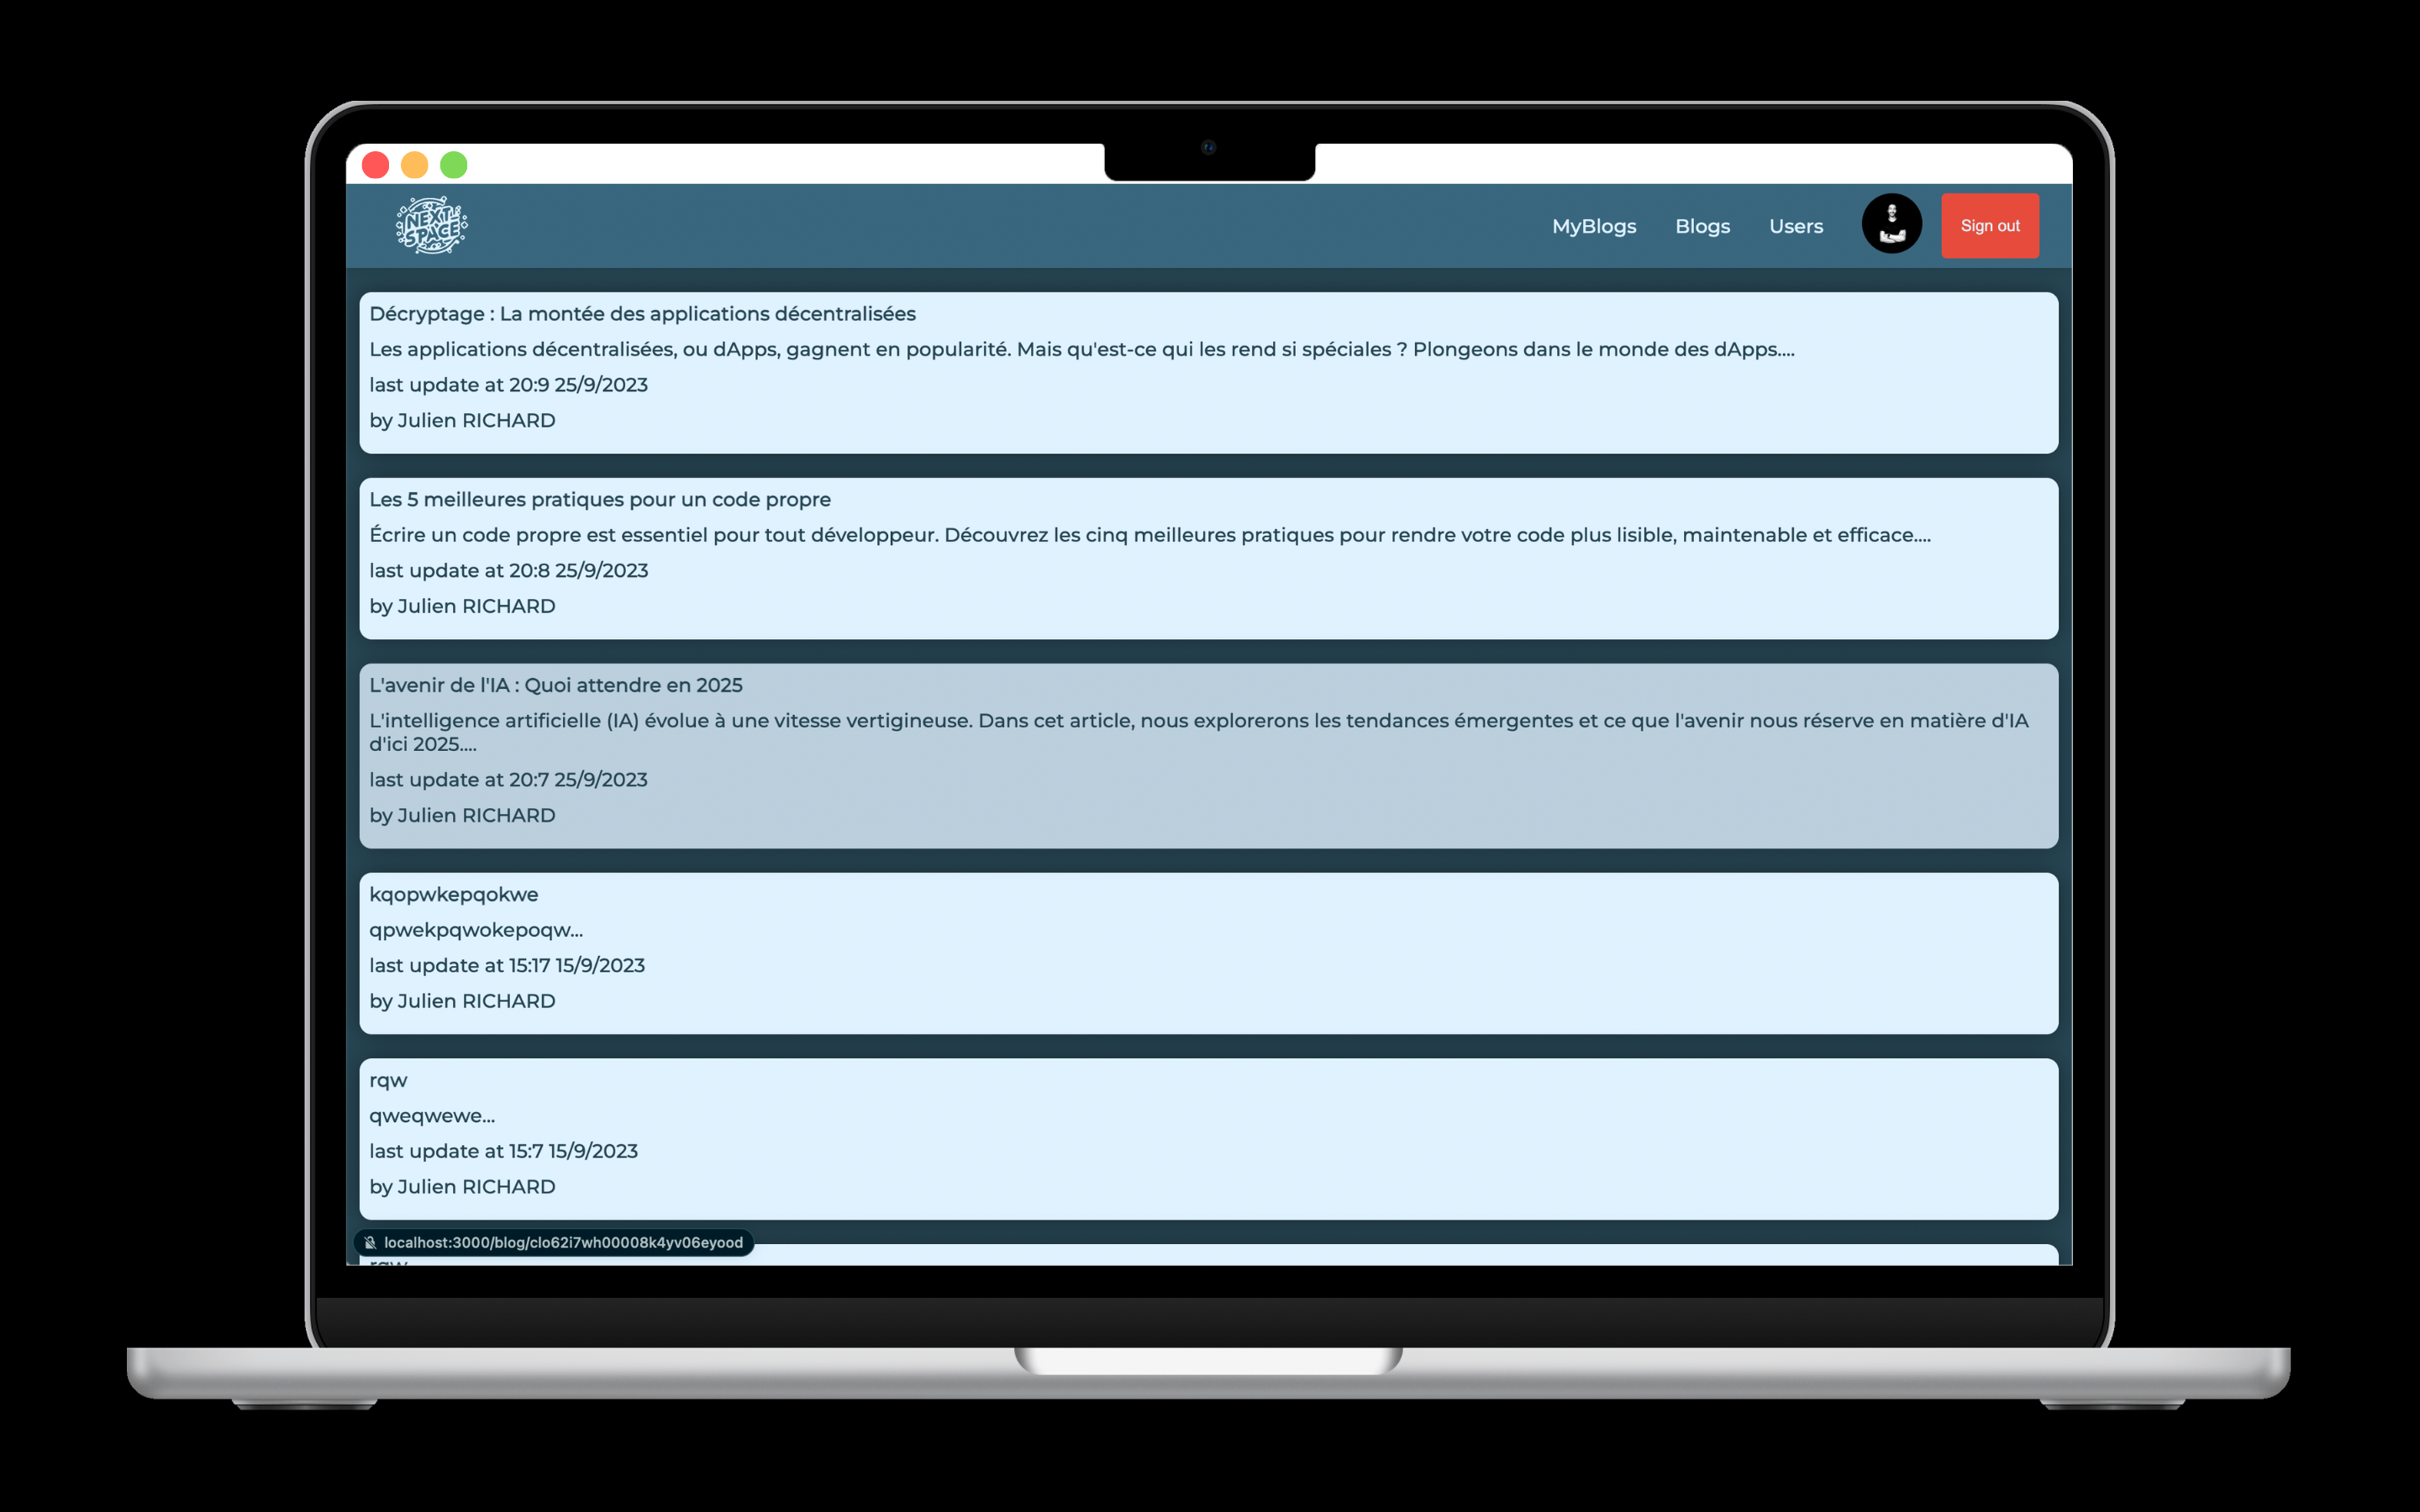 NEXT
SPACE
MyBlogs Blogs Users Sign out
Décryptage : La montée des applications décentralisées
Les applications décentralisées, ou dApps, gagnent en popularité. Mais qu'est-ce qui les rend si spéciales ? Plongeons dans le monde des dApps....
last update at 20:9 25/9/2023
by Julien RICHARD
Les 5 meilleures pratiques pour un code propre
Écrire un code propre est essentiel pour tout développeur. Découvrez les cinq meilleures pratiques pour rendre votre code plus lisible, maintenable et efficace....
last update at 20:8 25/9/2023
by Julien RICHARD
L'avenir de l'IA : Quoi attendre en 2025
L'intelligence artificielle (IA) évolue à une vitesse vertigineuse. Dans cet article, nous explorerons les tendances émergentes et ce que l'avenir nous réserve en matière d'IA
d'ici 2025....
last update at 20:7 25/9/2023
by Julien RICHARD
kqopwkepqokwe
qpwekpqwokepoqw...
last update at 15:17 15/9/2023
by Julien RICHARD
rqw
qweqwewe...
last update at 15:7 15/9/2023
by Julien RICHARD
localhost:3000/blog/clo62i7wh00008k4yv06eyood